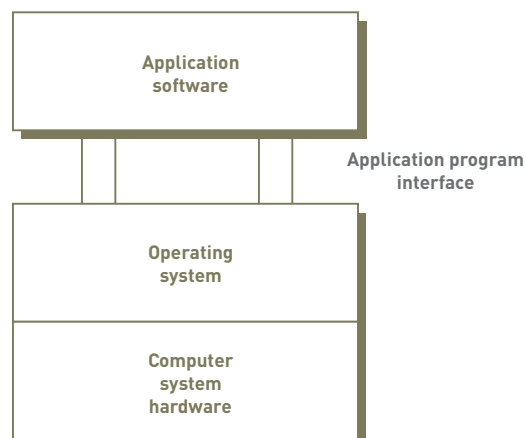 Application
software
Application program
interface
Operating
system
Computer
system
hardware